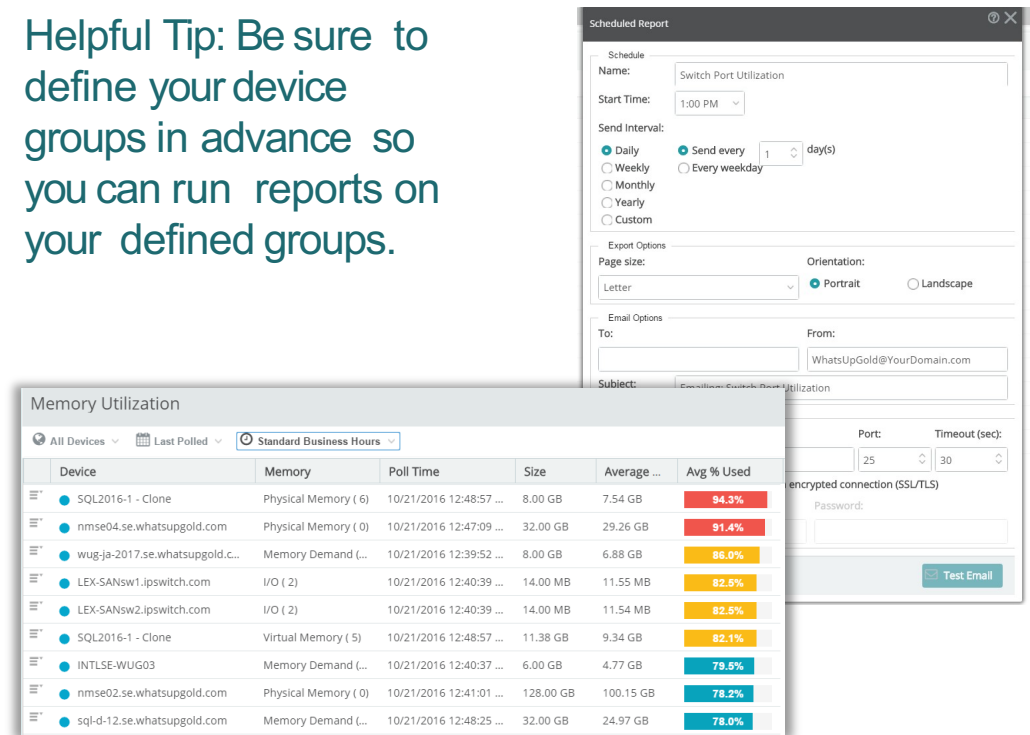 Helpful Tip: Be sure to
define your device
groups in advance so
you can run reports on
your defined groups.
Scheduled Report
Schedule
Name: Switch Port Utilization
Start Time: 1:00 PM
Send Interval:
Daily Send every 1 day(s)
Weekly Every weekday
Monthly
Yearly
Custom
Export Options
Page size: Orientation:
Letter Portrait Landscape
Email Options
To: From:
WhatsUpGold@YourDomain.com
Subject: Emailing: Switch Port Utilization
Port: Timeout (sec):
25 30
encrypted connection (SSL/TLS)
Password:
Test Email
Memory Utilization
All Devices Last Polled Standard Business Hours
Device Memory Poll Time Size Average ... Avg % Used
SQL2016-1 - Clone Physical Memory ( 6) 10/21/2016 12:48:57 ... 8.00 GB 7.54 GB 94.3%
nmse04.se.whatsupgold.com Physical Memory ( 0) 10/21/2016 12:47:09 ... 32.00 GB 29.26 GB 91.4%
wug-ja-2017.se.whatsupgold.c... Memory Demand (... 10/21/2016 12:39:52 ... 8.00 GB 6.88 GB 86.0%
LEX-SANsw1.ipswitch.com I/O ( 2) 10/21/2016 12:40:39 ... 14.00 MB 11.55 MB 82.5%
LEX-SANsw2.ipswitch.com I/O ( 2) 10/21/2016 12:40:39 ... 14.00 MB 11.54 MB 82.5%
SQL2016-1 - Clone Virtual Memory ( 5) 10/21/2016 12:48:57 ... 11.38 GB 9.34 GB 82.1%
INTLSE-WUG03 Memory Demand (... 10/21/2016 12:40:37 ... 6.00 GB 4.77 GB 79.5%
nmse02.se.whatsupgold.com Physical Memory ( 0) 10/21/2016 12:41:01 ... 128.00 GB 100.15 GB 78.2%
sql-d-12.se.whatsupgold.com Memory Demand (... 10/21/2016 12:48:25 ... 32.00 GB 24.97 GB 78.0%